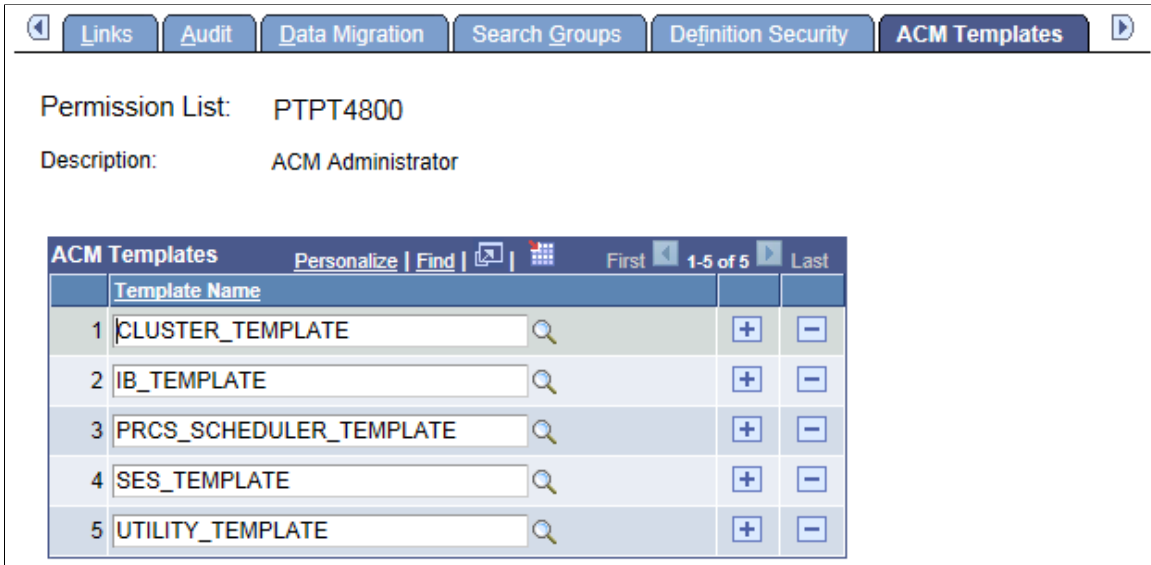 Links Audit Data Migration Search Groups Definition Security ACM Templates
Permission List: PTPT4800
Description: ACM Administrator
ACM Templates Personalize | Find | | First 1-5 of 5 Last
Template Name
1 CLUSTER_TEMPLATE
2 IB_TEMPLATE
3 PRCS_SCHEDULER_TEMPLATE
4 SES_TEMPLATE
5 UTILITY_TEMPLATE